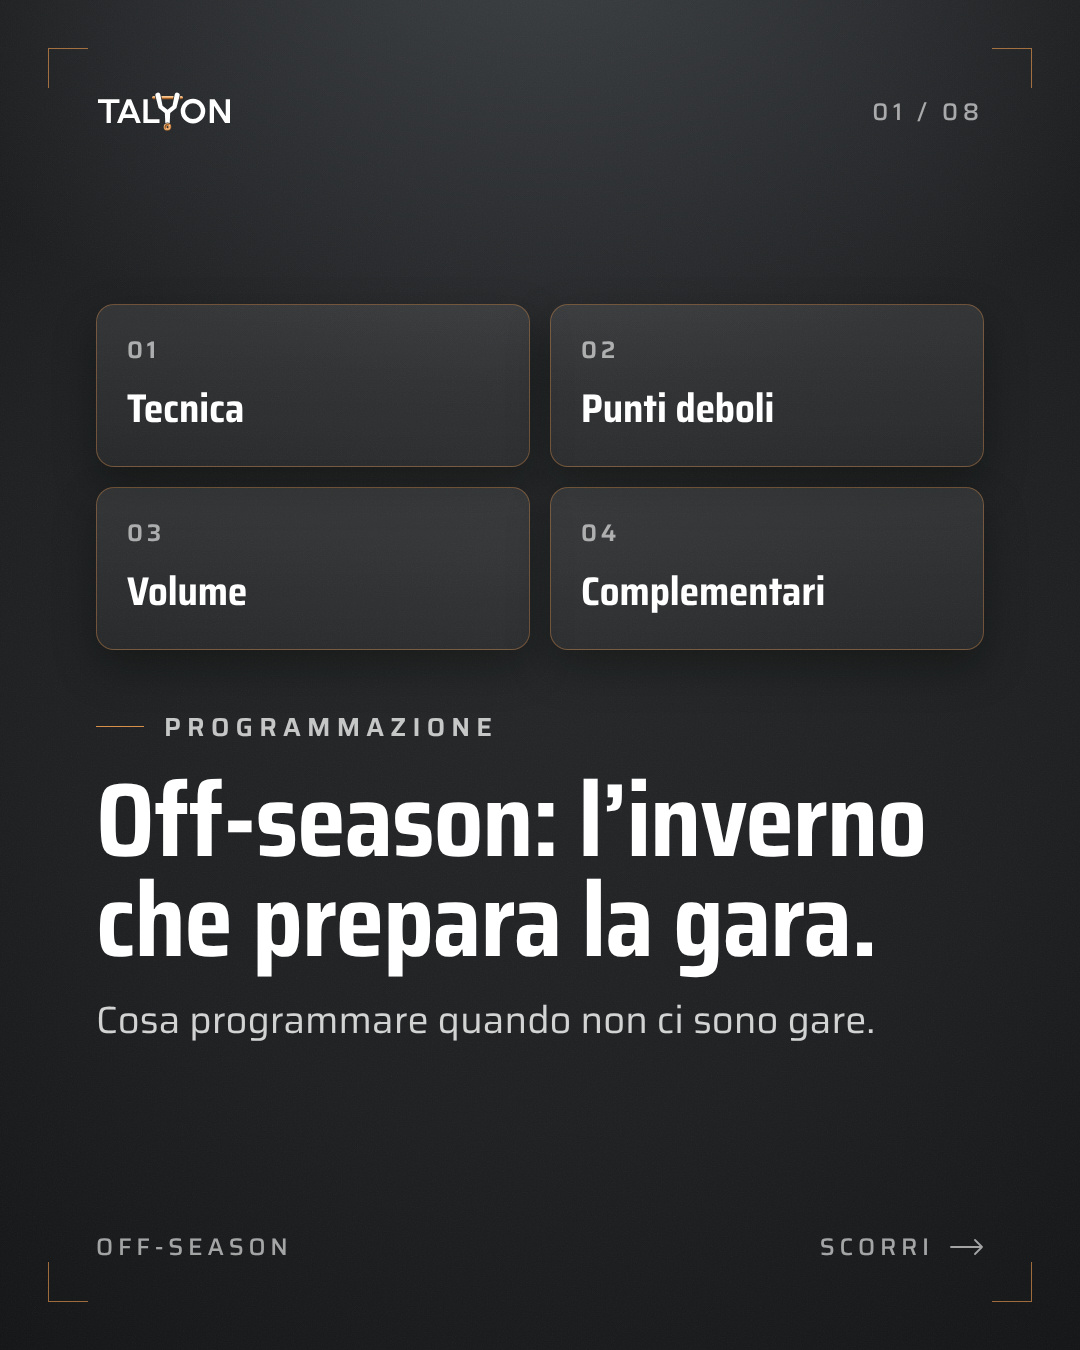 TALYON
01 / 08
01
Tecnica
02
Punti deboli
03
Volume
04
Complementari
PROGRAMMAZIONE
Off-season: l’inverno
che prepara la gara.
Cosa programmare quando non ci sono gare.
OFF-SEASON
SCORRI →